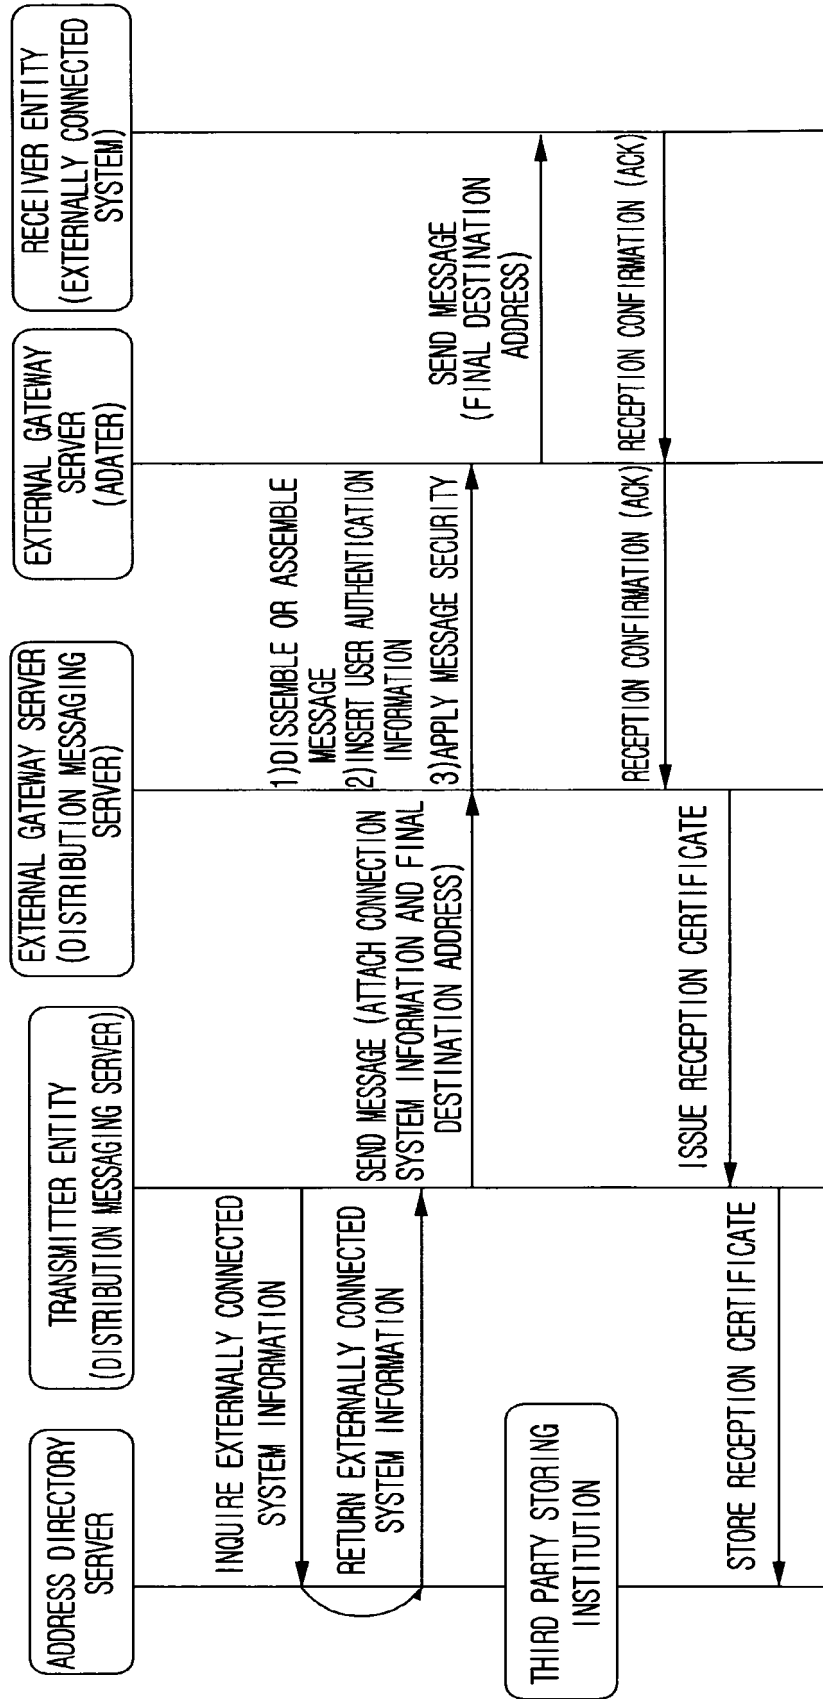 ADDRESS DIRECTORY
SERVER
TRANSMITTER ENTITY
(DISTRIBUTION MESSAGING SERVER)
EXTERNAL GATEWAY SERVER
(DISTRIBUTION MESSAGING
SERVER)
EXTERNAL GATEWAY
SERVER
(ADATER)
RECEIVER ENTITY
(EXTERNALLY CONNECTED
SYSTEM)
INQUIRE EXTERNALLY CONNECTED
SYSTEM INFORMATION
RETURN EXTERNALLY CONNECTED
SYSTEM INFORMATION
SEND MESSAGE (ATTACH CONNECTION
SYSTEM INFORMATION AND FINAL
DESTINATION ADDRESS)
1)DISSEMBLE OR ASSEMBLE
MESSAGE
2)INSERT USER AUTHENTICATION
INFORMATION
3)APPLY MESSAGE SECURITY
SEND MESSAGE
(FINAL DESTINATION
ADDRESS)
THIRD PARTY STORING
INSTITUTION
RECEPTION CONFIRMATION (ACK)
RECEPTION CONFIRMATION (ACK)
ISSUE RECEPTION CERTIFICATE
STORE RECEPTION CERTIFICATE